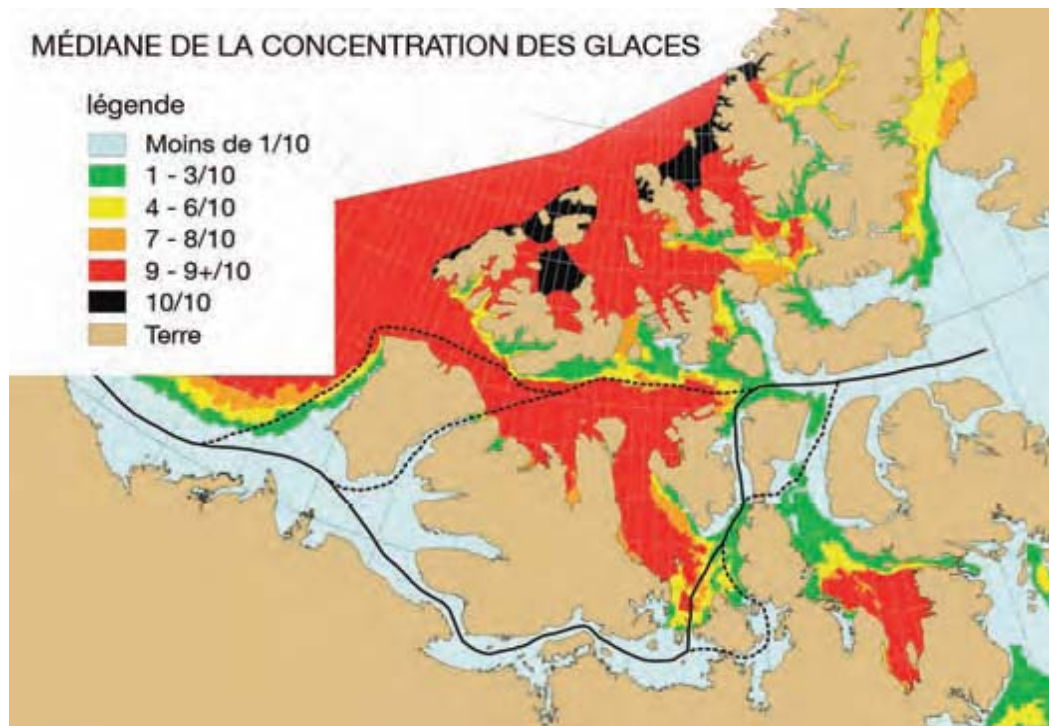 MÉDIANE DE LA CONCENTRATION DES GLACES
légende
Moins de 1/10
1 - 3/10
4 - 6/10
7 - 8/10
9 - 9+/10
10/10
Terre